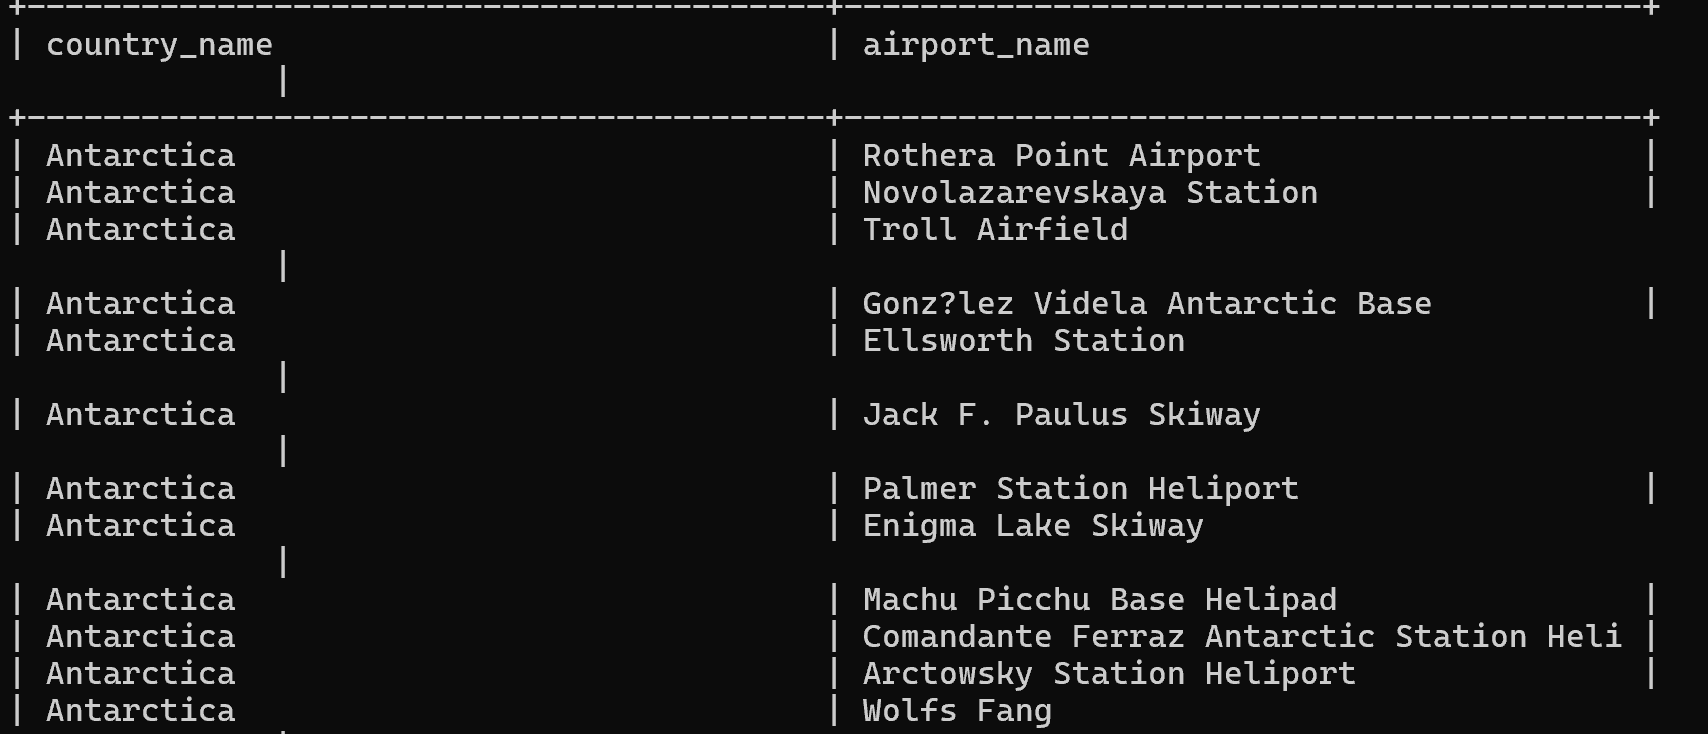 +------------------------------------------+------------------------------------------+
| country_name                             | airport_name
              |
+------------------------------------------+------------------------------------------+
| Antarctica                               | Rothera Point Airport                    |
| Antarctica                               | Novolazarevskaya Station                 |
| Antarctica                               | Troll Airfield
              |
| Antarctica                               | Gonz?lez Videla Antarctic Base           |
| Antarctica                               | Ellsworth Station
              |
| Antarctica                               | Jack F. Paulus Skiway
              |
| Antarctica                               | Palmer Station Heliport                  |
| Antarctica                               | Enigma Lake Skiway
              |
| Antarctica                               | Machu Picchu Base Helipad                |
| Antarctica                               | Comandante Ferraz Antarctic Station Heli |
| Antarctica                               | Arctowsky Station Heliport               |
| Antarctica                               | Wolfs Fang